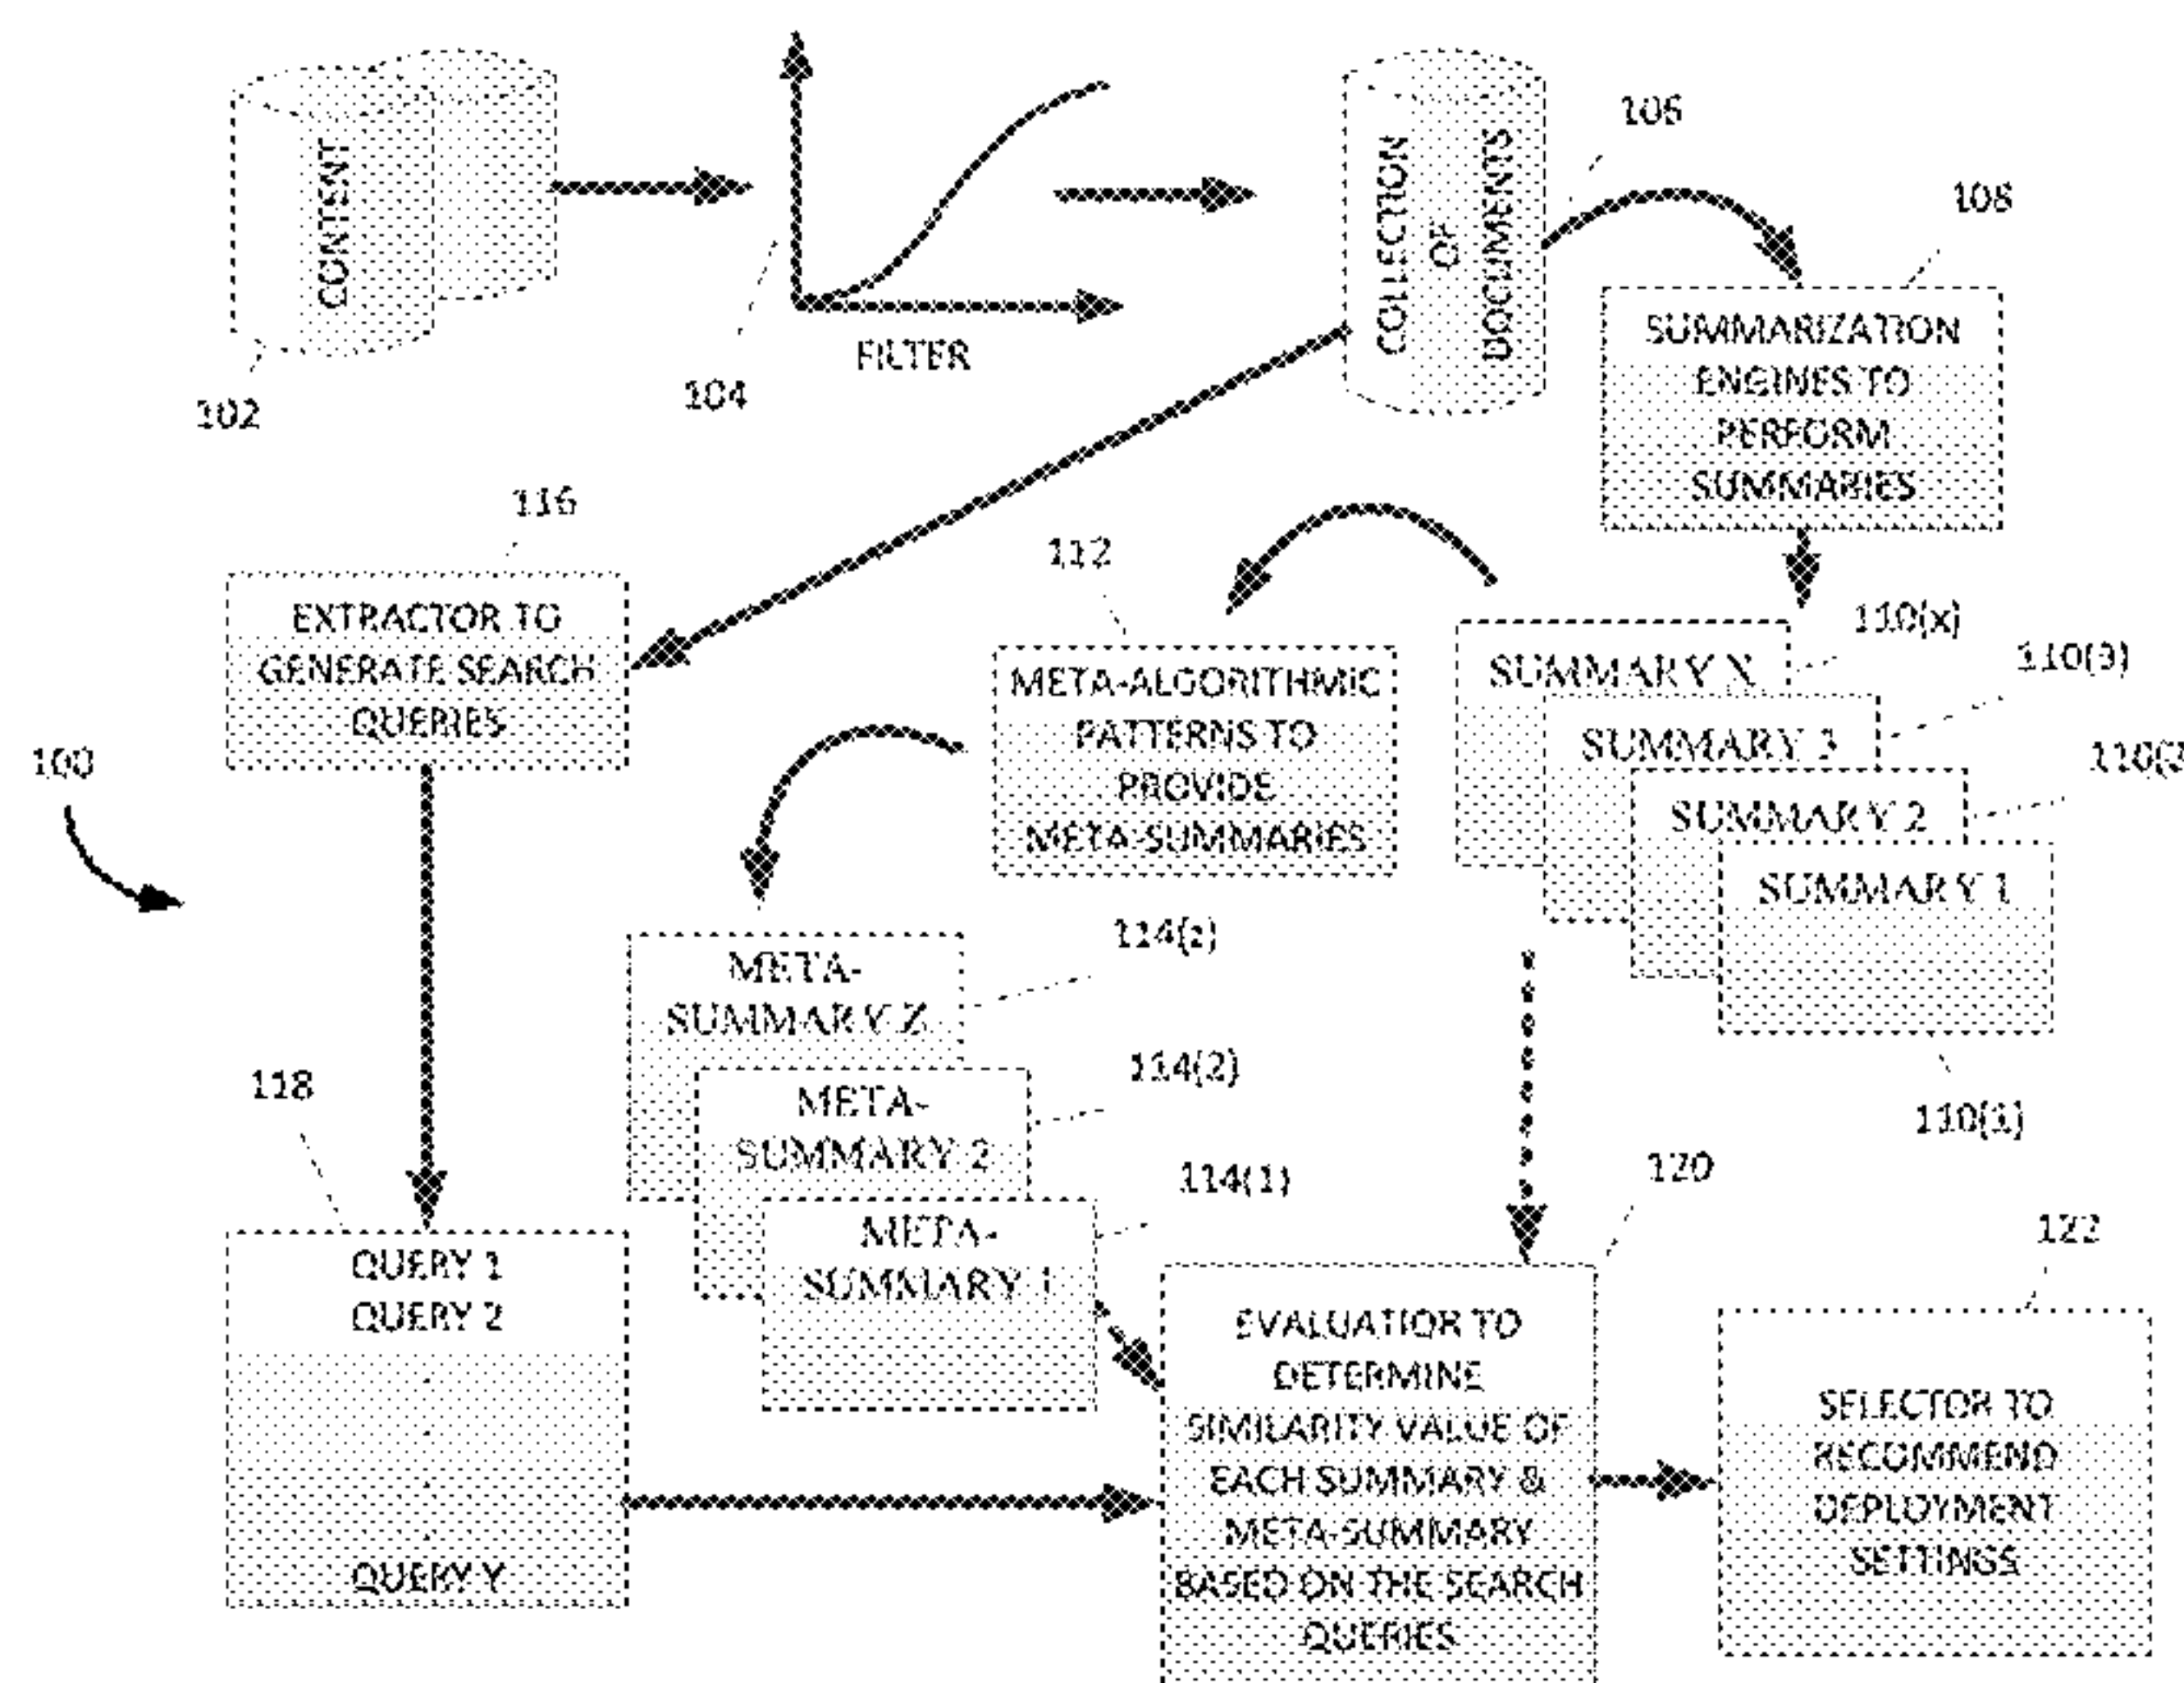 CONTENT
102
104
FILTER
COLLECTION
OF
DOCUMENTS
106
108
SUMMARIZATION
ENGINES TO
PERFORM
SUMMARIES
116
EXTRACTOR TO
GENERATE SEARCH
QUERIES
100
112
META-ALGORITHMIC
PATTERNS TO
PROVIDE
META-SUMMARIES
110(x)
SUMMARY X
110(3)
SUMMARY 3
SUMMARY 2
SUMMARY 1
110(1)
114(z)
META-
SUMMARY Z
114(2)
META-
SUMMARY 2
114(1)
META-
SUMMARY 1
118
QUERY 1
QUERY 2
QUERY Y
120
EVALUATIOR TO
DETERMINE
SIMILARITY VALUE OF
EACH SUMMARY &
META-SUMMARY
BASED ON THE SEARCH
QUERIES
122
SELECTOR TO
RECOMMEND
DEPLOYMENT
SETTINGS